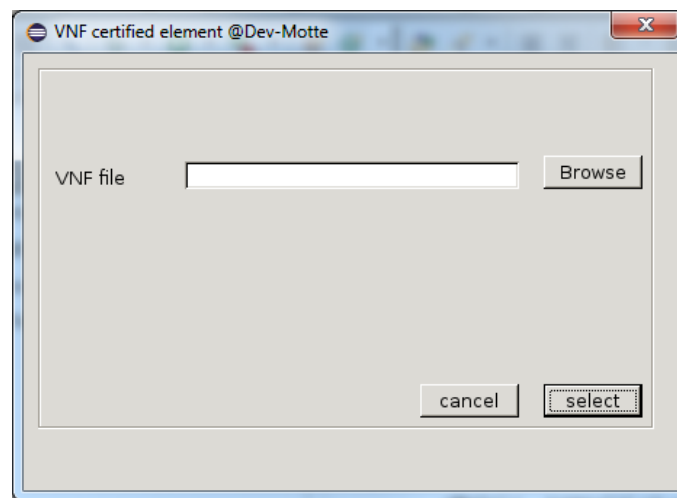 VNF certified element @Dev-Motte
VNF file
Browse
cancel
select